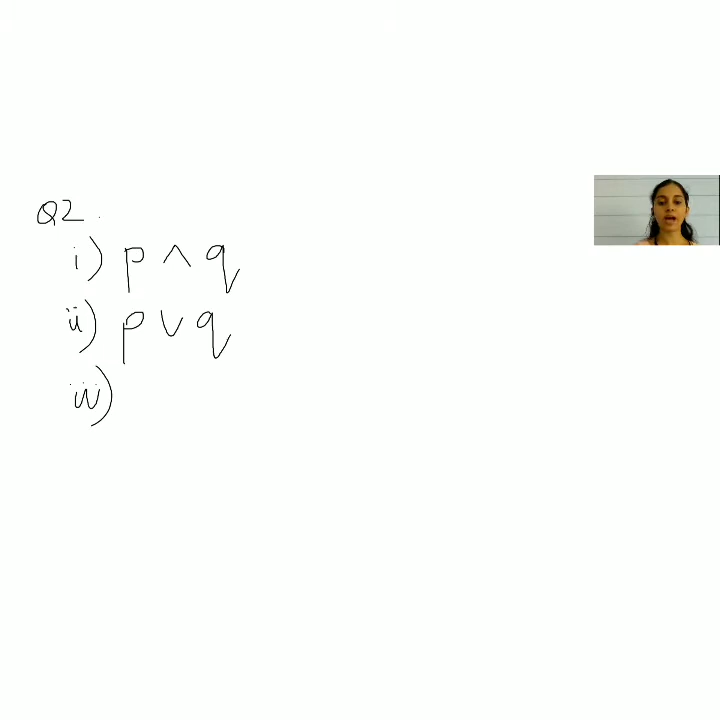 Q2.
i) p ∧ q
ii) p ∨ q
iii)